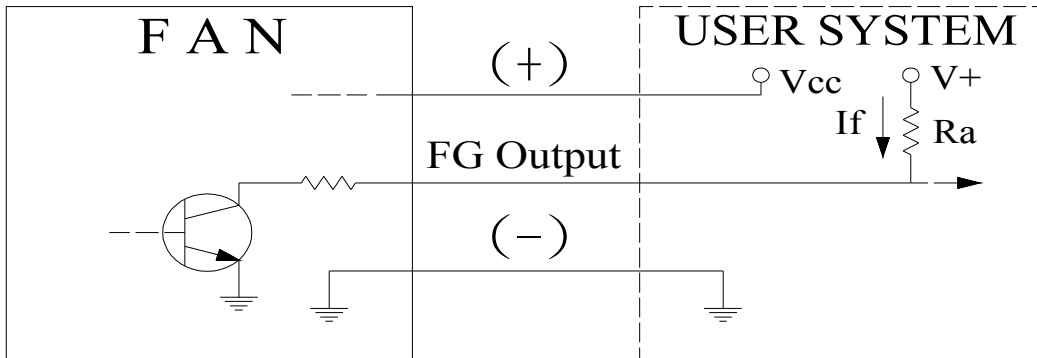 F A N
USER SYSTEM
(+)
Vcc
V+
If
Ra
FG Output
(−)